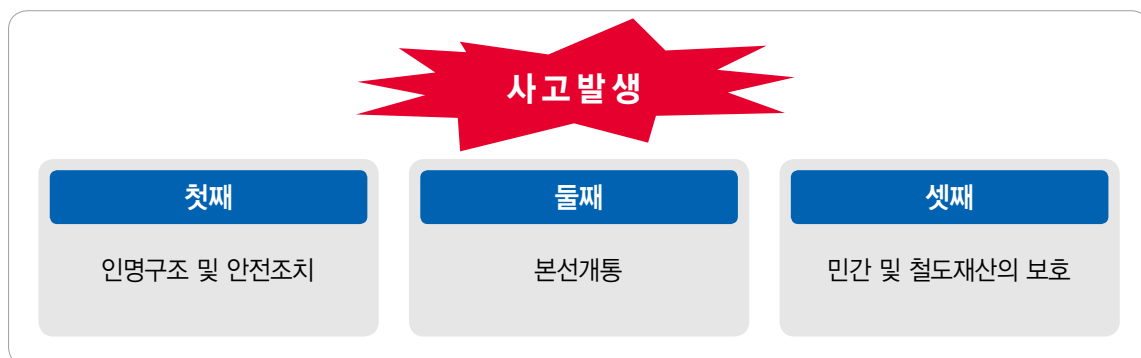 사고발생
첫째
인명구조 및 안전조치
둘째
본선개통
셋째
민간 및 철도재산의 보호